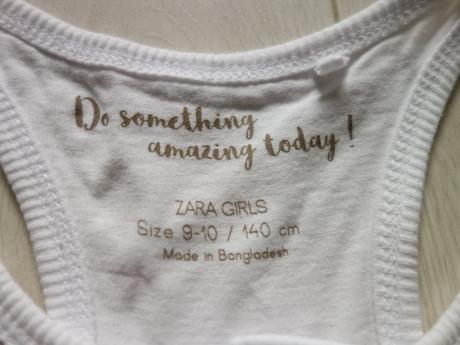 Do something
amazing today!
ZARA GIRLS
Size 9-10 / 140 cm
Made in Bangladesh